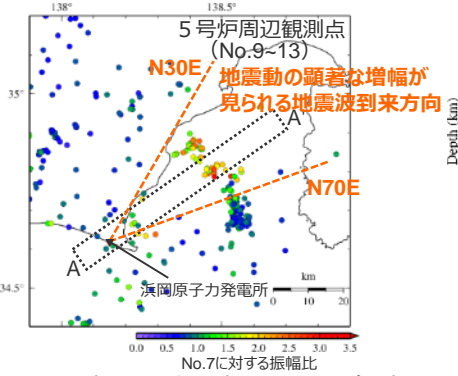 138°
138.5°
５号炉周辺観測点
（No.9~13）
N30E
地震動の顕著な増幅が
見られる地震波到来方向
35°
A'
Depth (km)
N70E
A
浜岡原子力発電所
km
0 10 20
34.5°
0.0 0.5 1.0 1.5 2.0 2.5 3.0 3.5
No.7に対する振幅比